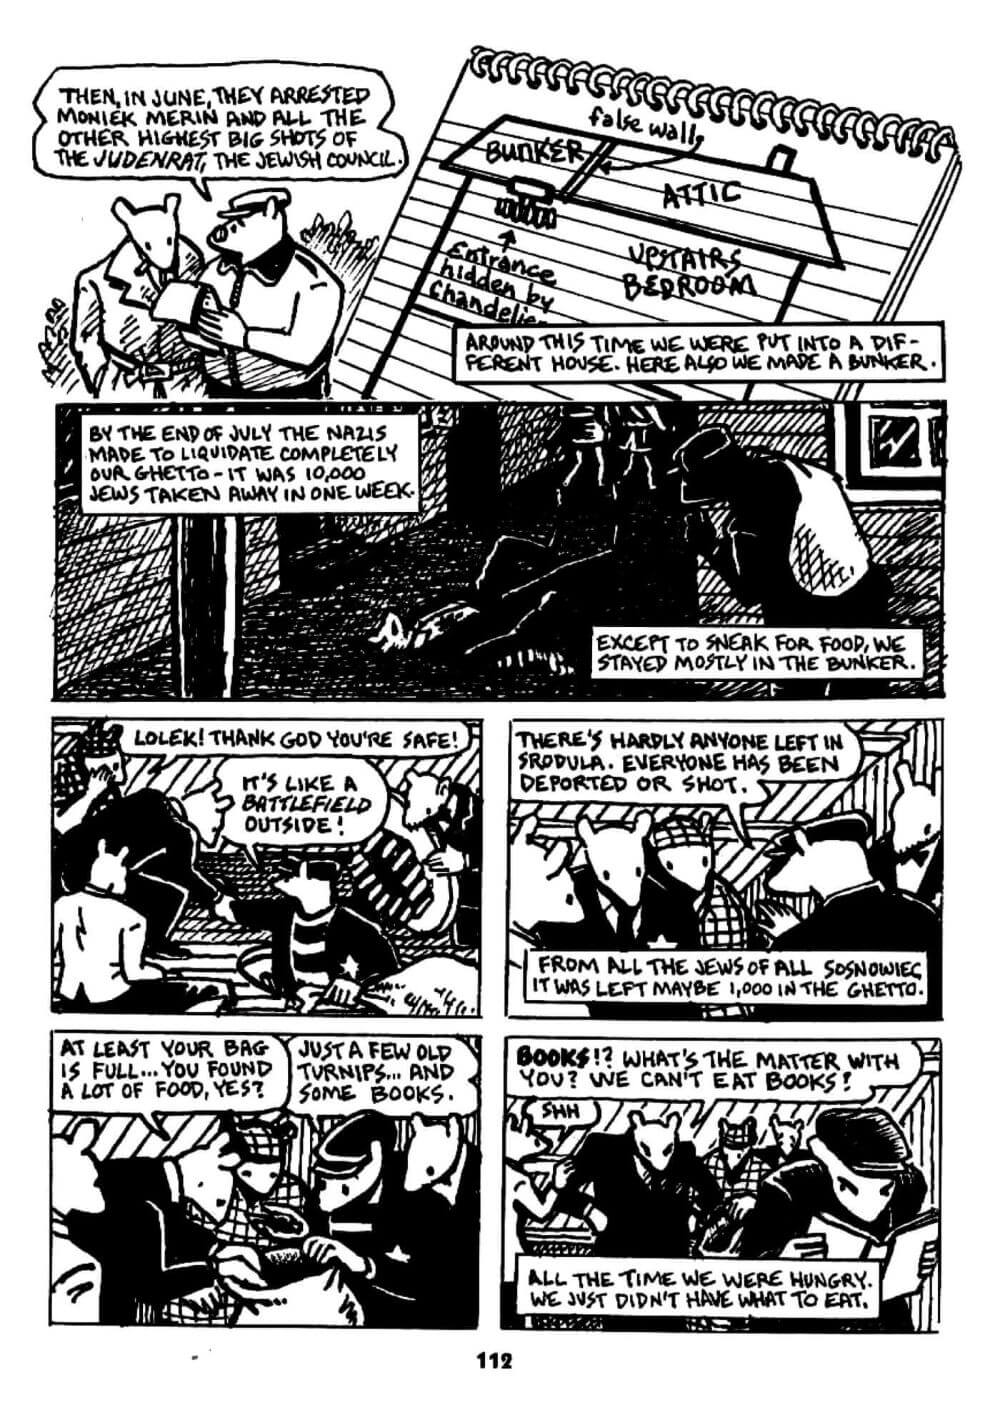 THEN, IN JUNE, THEY ARRESTED
MONIEK MERIN AND ALL THE
OTHER HIGHEST BIG SHOTS OF
THE JUDENRAT, THE JEWISH COUNCIL.
false wall
BUNKER
ATTIC
Entrance
hidden by
Chandelier
UPSTAIRS
BEDROOM
AROUND THIS TIME WE WERE PUT INTO A DIF-
FERENT HOUSE. HERE ALSO WE MADE A BUNKER.
BY THE END OF JULY THE NAZIS
MADE TO LIQUIDATE COMPLETELY
OUR GHETTO - IT WAS 10,000
JEWS TAKEN AWAY IN ONE WEEK.
EXCEPT TO SNEAK FOR FOOD, WE
STAYED MOSTLY IN THE BUNKER.
LOLEK! THANK GOD YOU'RE SAFE!
IT'S LIKE A
BATTLEFIELD
OUTSIDE!
THERE'S HARDLY ANYONE LEFT IN
SRODULA. EVERYONE HAS BEEN
DEPORTED OR SHOT.
FROM ALL THE JEWS OF ALL SOSNOWIEC
IT WAS LEFT MAYBE 1,000 IN THE GHETTO.
AT LEAST YOUR BAG
IS FULL... YOU FOUND
A LOT OF FOOD, YES?
JUST A FEW OLD
TURNIPS... AND
SOME BOOKS.
BOOKS!? WHAT'S THE MATTER WITH
YOU? WE CAN'T EAT BOOKS!
SHH
ALL THE TIME WE WERE HUNGRY.
WE JUST DIDN'T HAVE WHAT TO EAT.
112